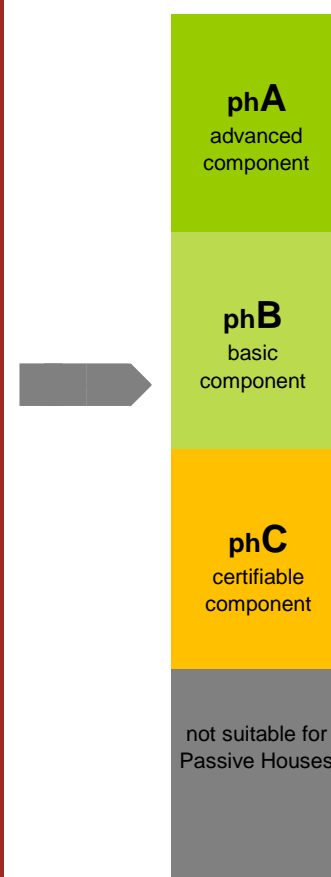 phA
advanced
component
phB
basic
component
phC
certifiable
component
not suitable for
Passive Houses